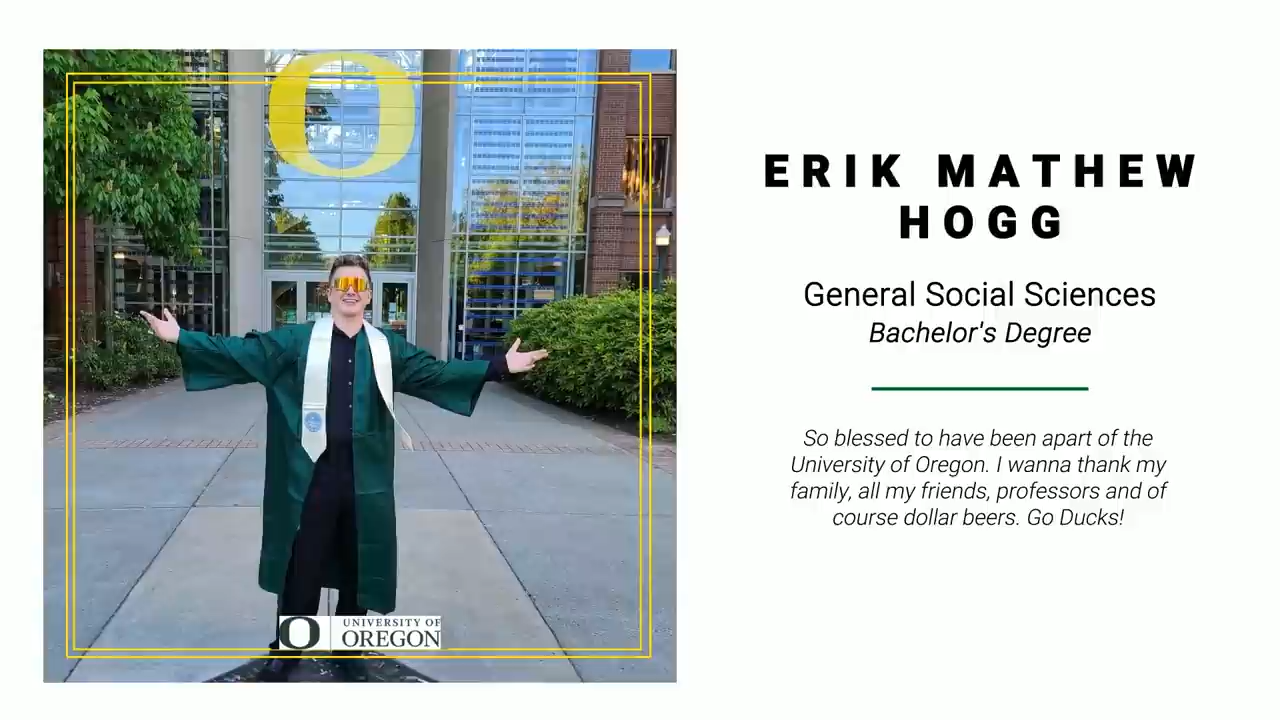 O
ERIK MATHEW
HOGG
General Social Sciences
Bachelor's Degree
So blessed to have been apart of the
University of Oregon. I wanna thank my
family, all my friends, professors and of
course dollar beers. Go Ducks!
O
UNIVERSITY OF
OREGON